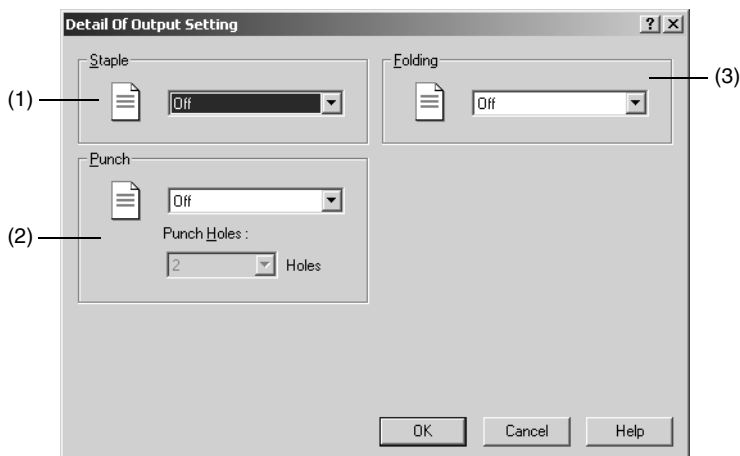 Detail Of Output Setting
Staple
Folding
(1)
Off
Off
(3)
Punch
Off
(2)
Punch Holes :
2
Holes
OK
Cancel
Help